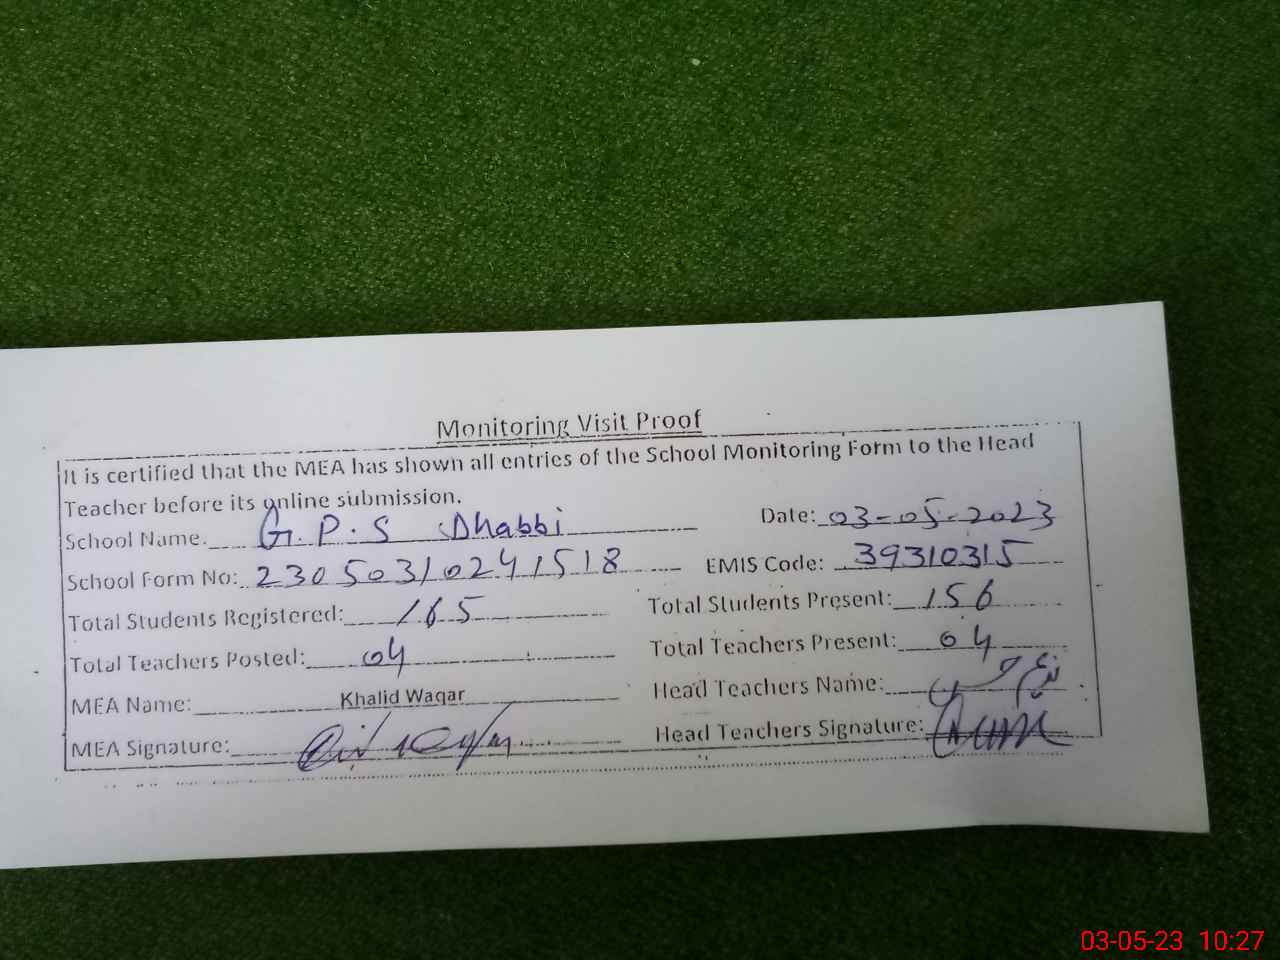 Monitoring Visit Proof
It is certified that the MEA has shown all entries of the School Monitoring Form to the Head
Teacher before its online submission.
School Name. G.P.S Dhabbi Date: 03-05-2023
School Form No: 23050310241518 EMIS Code: 39310315
Total Students Registered: 165 Total Students Present: 156
Total Teachers Posted: 04 Total Teachers Present: 04
MEA Name: Khalid Waqar Head Teachers Name:
MEA Signature: Head Teachers Signature:
03-05-23 10:27